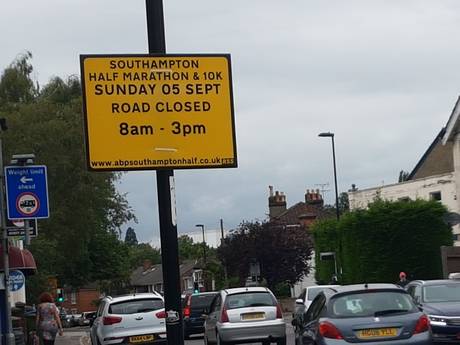 SOUTHAMPTON
HALF MARATHON & 10K
SUNDAY 05 SEPT
ROAD CLOSED
8am - 3pm
www.abpsouthamptonhalf.co.uk
Weight limit
ahead